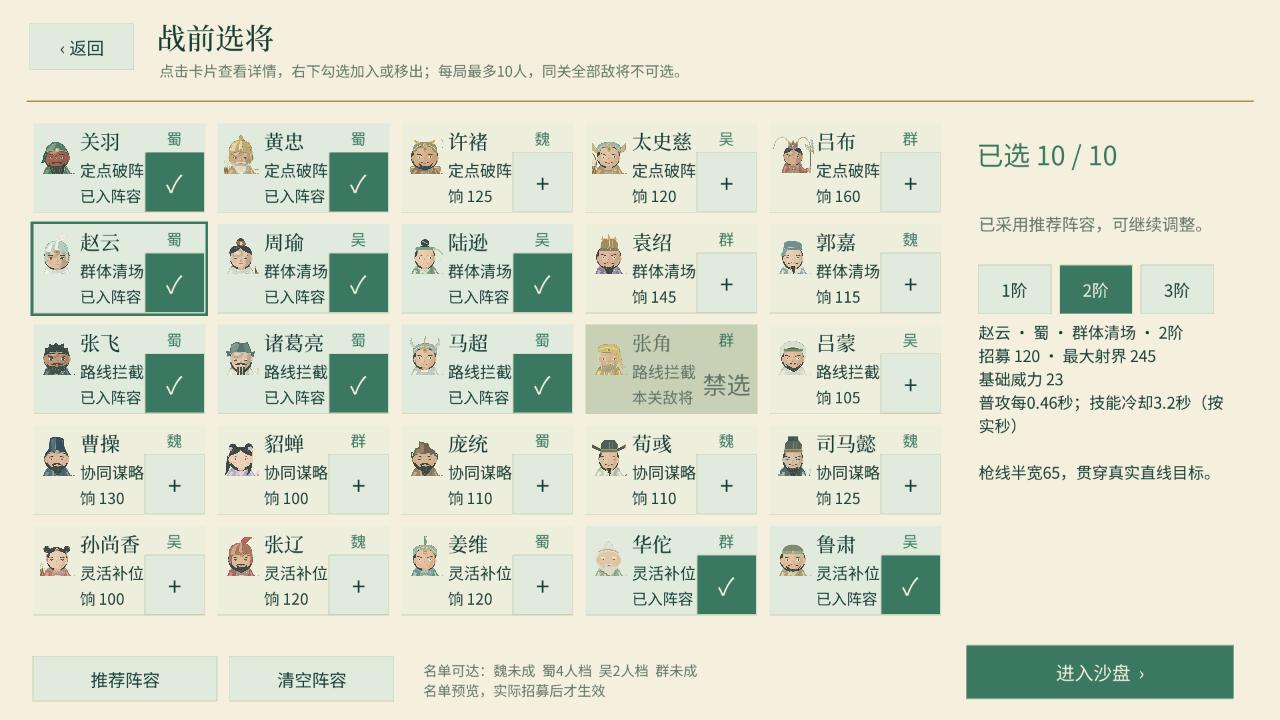 ‹ 返回
战前选将
点击卡片查看详情，右下勾选加入或移出；每局最多10人，同关全部敌将不可选。
关羽 蜀
定点破阵
已入阵容 ✓
黄忠 蜀
定点破阵
已入阵容 ✓
许褚 魏
定点破阵
饷 125 +
太史慈 吴
定点破阵
饷 120 +
吕布 群
定点破阵
饷 160 +
赵云 蜀
群体清场
已入阵容 ✓
周瑜 吴
群体清场
已入阵容 ✓
陆逊 吴
群体清场
已入阵容 ✓
袁绍 群
群体清场
饷 145 +
郭嘉 魏
群体清场
饷 115 +
张飞 蜀
路线拦截
已入阵容 ✓
诸葛亮 蜀
路线拦截
已入阵容 ✓
马超 蜀
路线拦截
已入阵容 ✓
张角 群
路线拦截
本关敌将 禁选
吕蒙 吴
路线拦截
饷 105 +
曹操 魏
协同谋略
饷 130 +
貂蝉 群
协同谋略
饷 100 +
庞统 蜀
协同谋略
饷 110 +
荀彧 魏
协同谋略
饷 110 +
司马懿 魏
协同谋略
饷 125 +
孙尚香 吴
灵活补位
饷 100 +
张辽 魏
灵活补位
饷 120 +
姜维 蜀
灵活补位
饷 120 +
华佗 群
灵活补位
已入阵容 ✓
鲁肃 吴
灵活补位
已入阵容 ✓
已选 10 / 10
已采用推荐阵容，可继续调整。
1阶 2阶 3阶
赵云 · 蜀 · 群体清场 · 2阶
招募 120 · 最大射界 245
基础威力 23
普攻每0.46秒；技能冷却3.2秒（按
实秒）
枪线半宽65，贯穿真实直线目标。
推荐阵容
清空阵容
名单可达：魏未成 蜀4人档 吴2人档 群未成
名单预览，实际招募后才生效
进入沙盘 ›